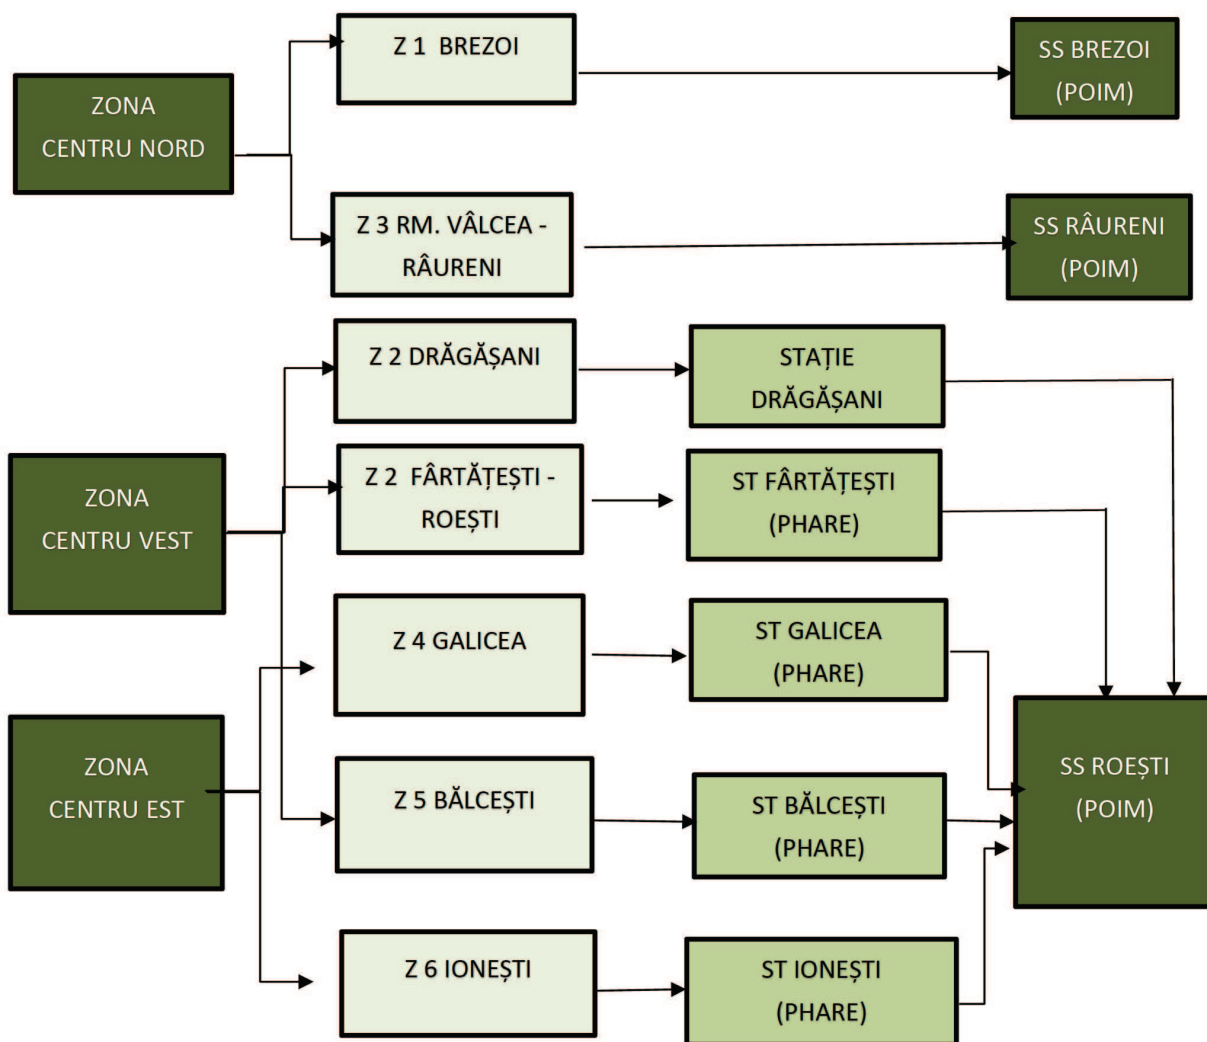 ZONA
CENTRU NORD
Z 1 BREZOI
SS BREZOI
(POIM)
Z 3 RM. VÂLCEA -
RÂURENI
SS RÂURENI
(POIM)
ZONA
CENTRU VEST
Z 2 DRĂGĂȘANI
STAȚIE
DRĂGĂȘANI
Z 2 FÂRTĂȚEȘTI -
ROEȘTI
ST FÂRTĂȚEȘTI
(PHARE)
Z 4 GALICEA
ST GALICEA
(PHARE)
ZONA
CENTRU EST
Z 5 BĂLCEȘTI
ST BĂLCEȘTI
(PHARE)
SS ROEȘTI
(POIM)
Z 6 IONEȘTI
ST IONEȘTI
(PHARE)